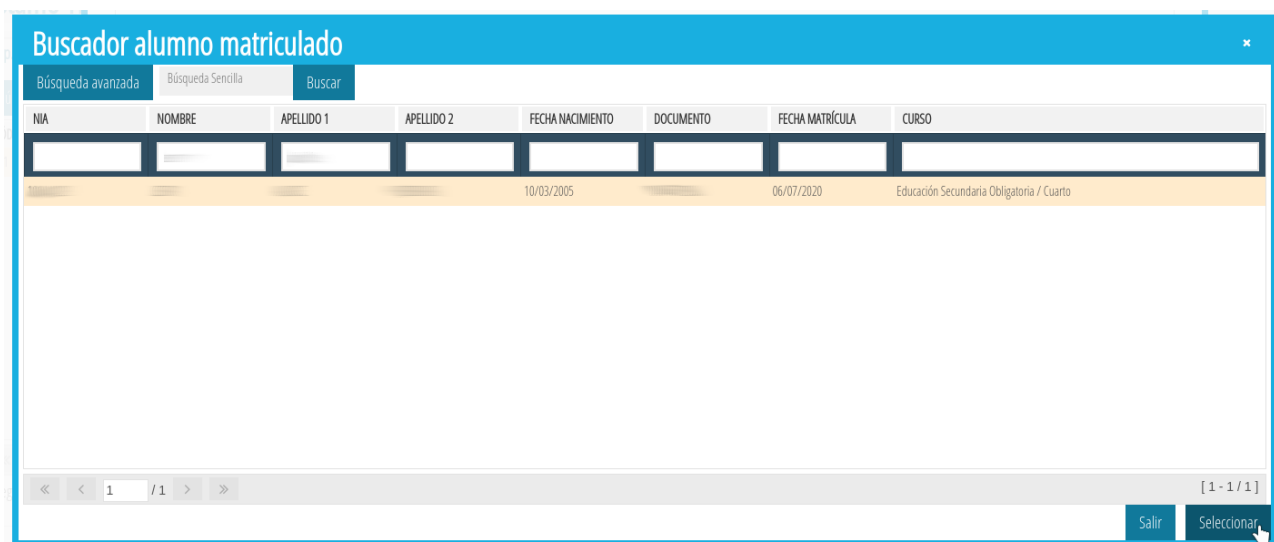 Buscador alumno matriculado ×
Búsqueda avanzada Búsqueda Sencilla Buscar
NIA NOMBRE APELLIDO 1 APELLIDO 2 FECHA NACIMIENTO DOCUMENTO FECHA MATRÍCULA CURSO
10/03/2005 06/07/2020 Educación Secundaria Obligatoria / Cuarto
« < 1 / 1 > » [ 1 - 1 / 1 ]
Salir Seleccionar